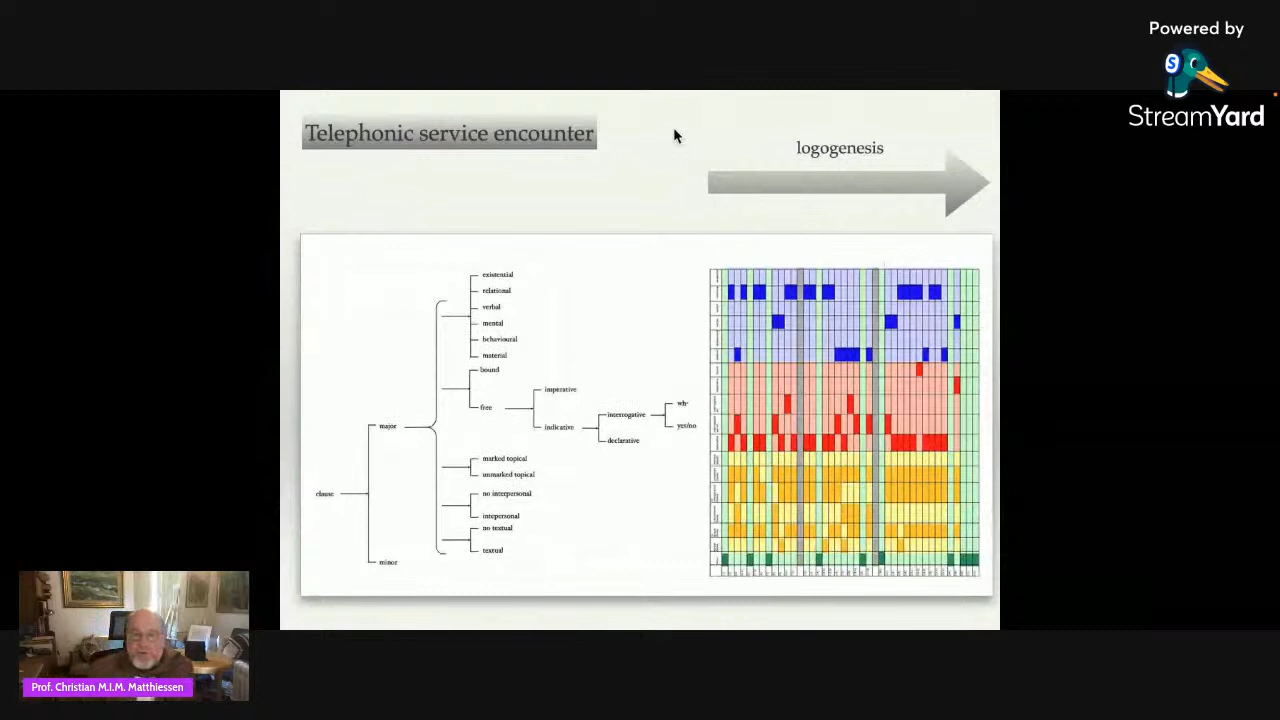 Powered by
StreamYard
Telephonic service encounter
logogenesis
existential
relational
verbal
mental
behavioural
material
bound
imperative
wh-
free
interrogative
yes/no
major
indicative
declarative
marked topical
unmarked topical
clause
no interpersonal
intepersonal
no textual
textual
minor
Prof. Christian M.I.M. Matthiessen